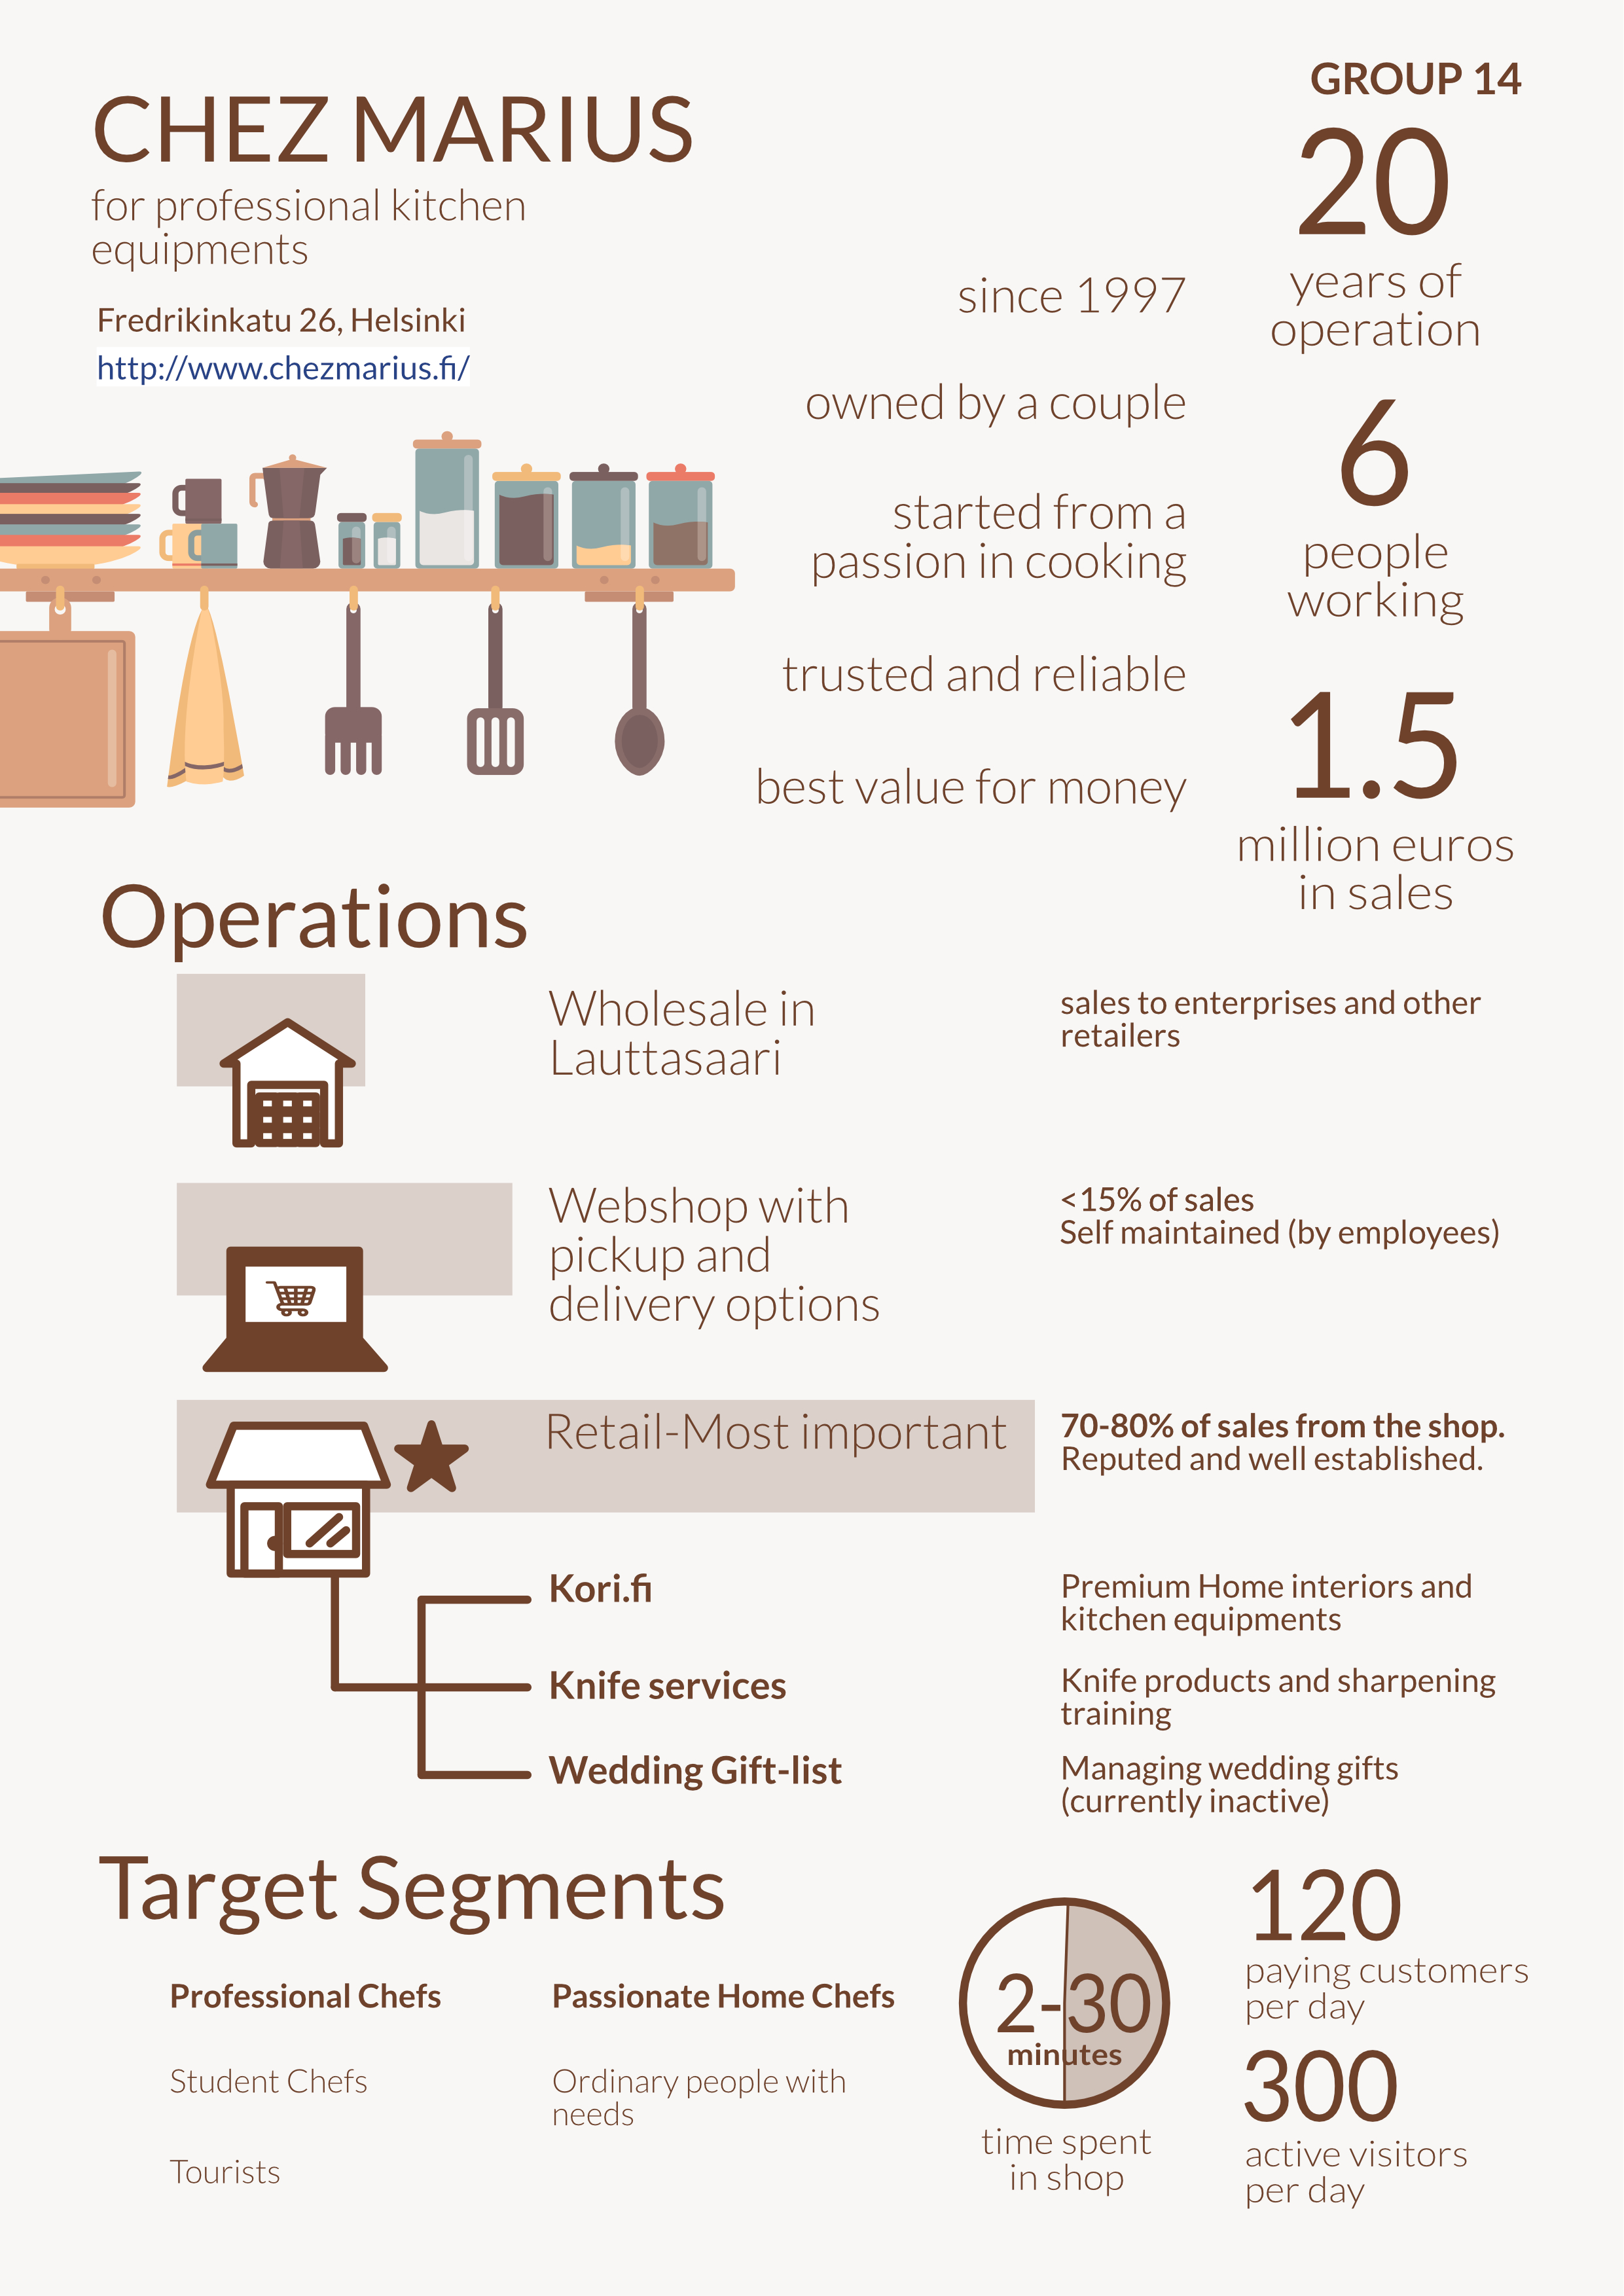 GROUP 14
CHEZ MARIUS
for professional kitchen
equipments
Fredrikinkatu 26, Helsinki
http://www.chezmarius.fi/
since 1997
owned by a couple
started from a
passion in cooking
trusted and reliable
best value for money
20
years of
operation
6
people
working
1.5
million euros
in sales
Operations
Wholesale in
Lauttasaari
sales to enterprises and other
retailers
Webshop with
pickup and
delivery options
<15% of sales
Self maintained (by employees)
Retail-Most important
70-80% of sales from the shop.
Reputed and well established.
Kori.fi
Premium Home interiors and
kitchen equipments
Knife services
Knife products and sharpening
training
Wedding Gift-list
Managing wedding gifts
(currently inactive)
Target Segments
Professional Chefs
Passionate Home Chefs
Student Chefs
Ordinary people with
needs
Tourists
2-30
minutes
time spent
in shop
120
paying customers
per day
300
active visitors
per day